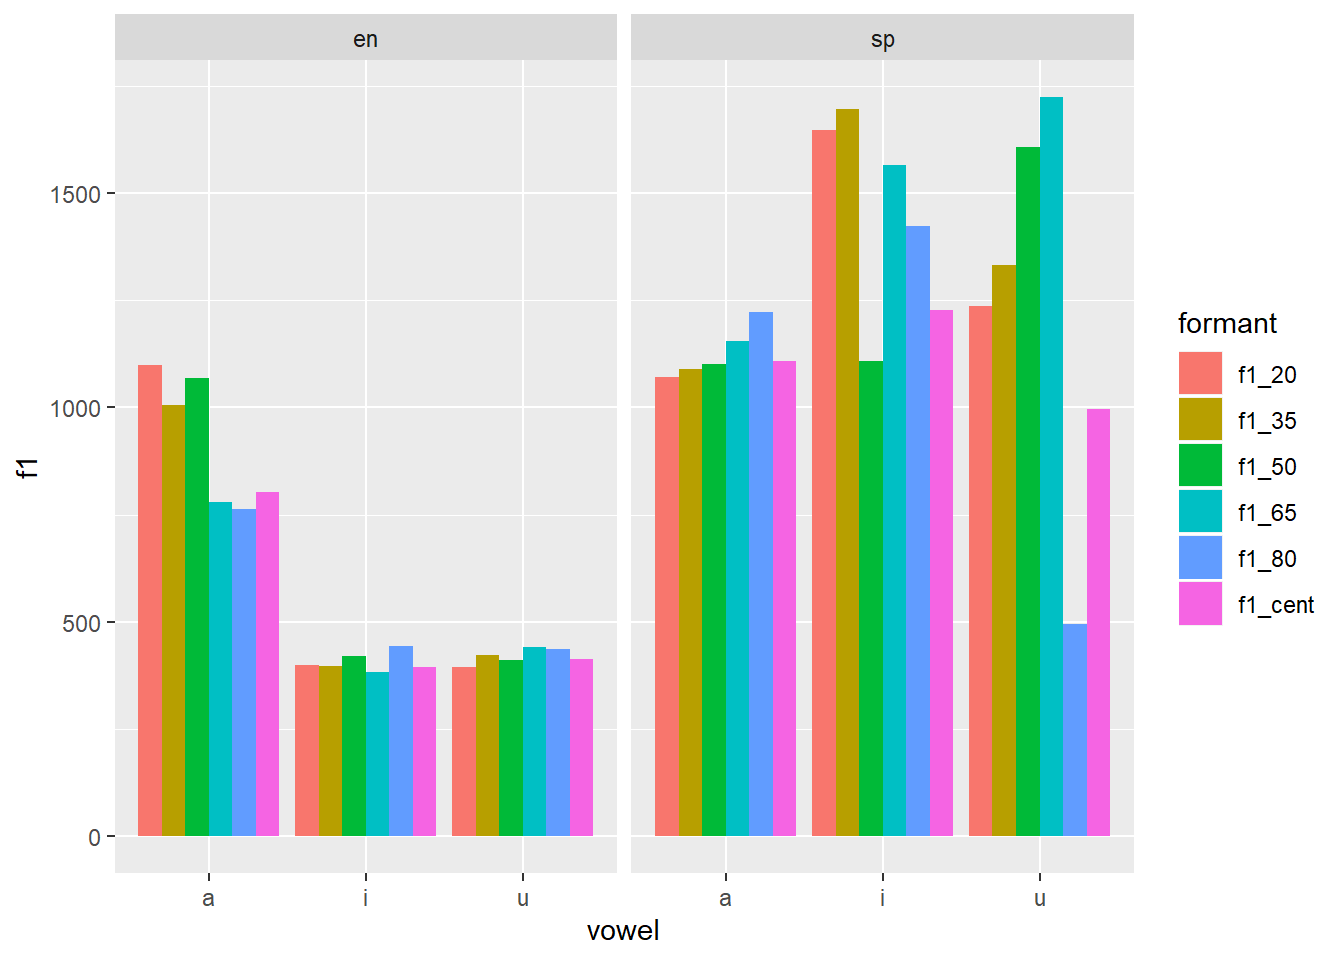 en
sp
1500
1000
500
0
f1
a
i
u
a
i
u
vowel
formant
f1_20
f1_35
f1_50
f1_65
f1_80
f1_cent